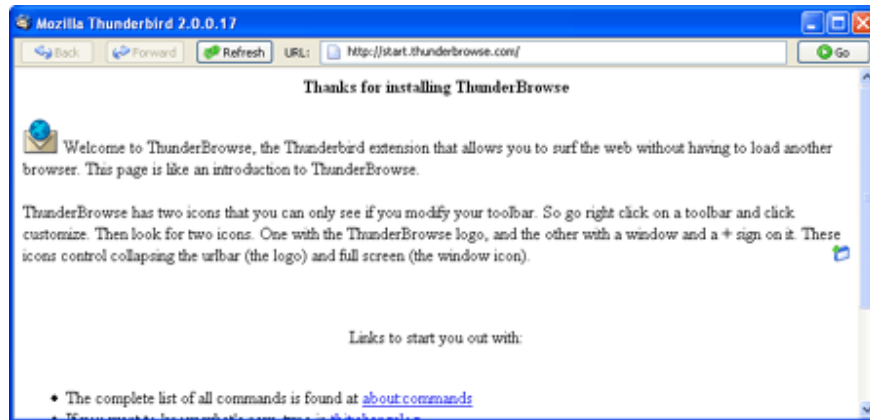 Mozilla Thunderbird 2.0.0.17
Back Forward Refresh URL: http://start.thunderbrowse.com/ Go
Thanks for installing ThunderBrowse
Welcome to ThunderBrowse, the Thunderbird extension that allows you to surf the web without having to load another
browser. This page is like an introduction to ThunderBrowse.
ThunderBrowse has two icons that you can only see if you modify your toolbar. So go right click on a toolbar and click
customize. Then look for two icons. One with the ThunderBrowse logo, and the other with a window and a + sign on it. These
icons control collapsing the urlbar (the logo) and full screen (the window icon).
Links to start you out with:
• The complete list of all commands is found at about:commands